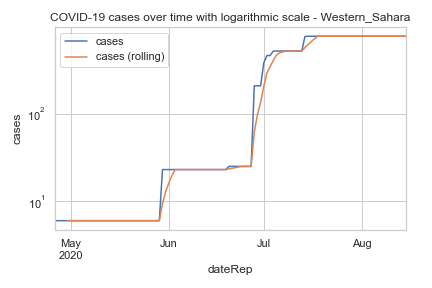 COVID-19 cases over time with logarithmic scale - Western_Sahara
cases
cases (rolling)
cases
10²
10¹
May
2020
Jun
Jul
Aug
dateRep